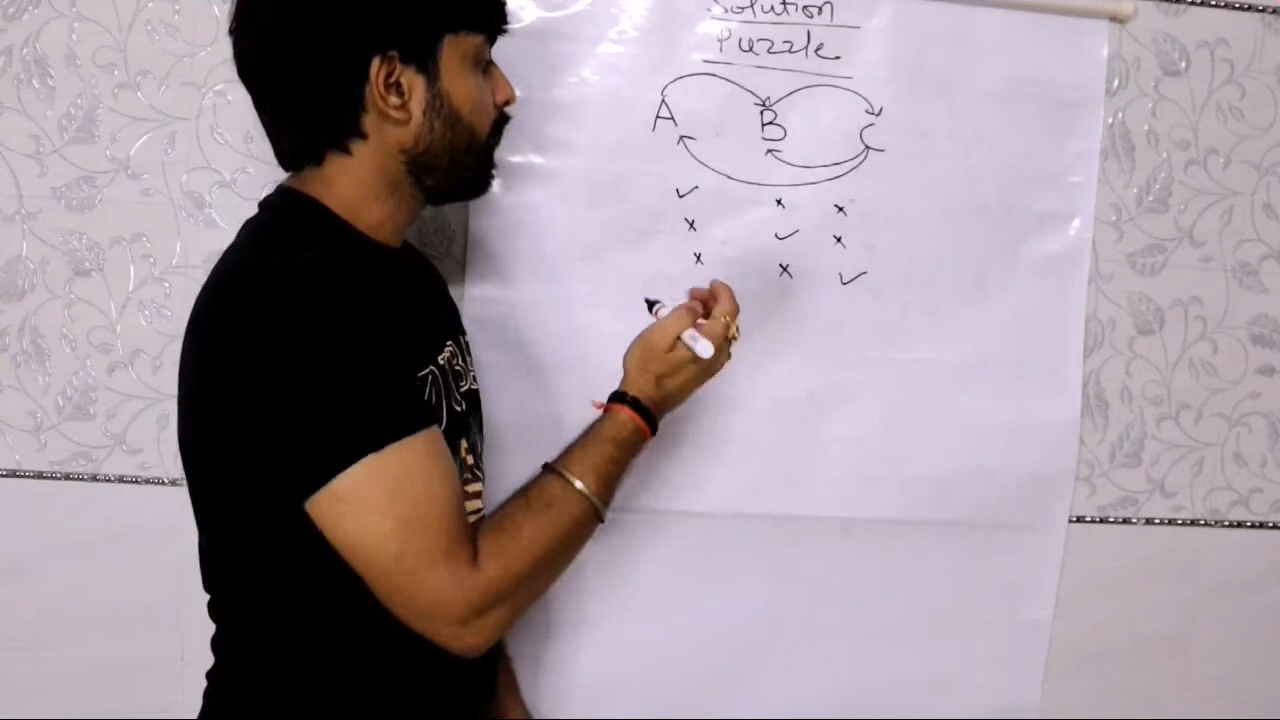 Solution
Puzzle
A B C
✓ × ×
× ✓ ×
× × ✓